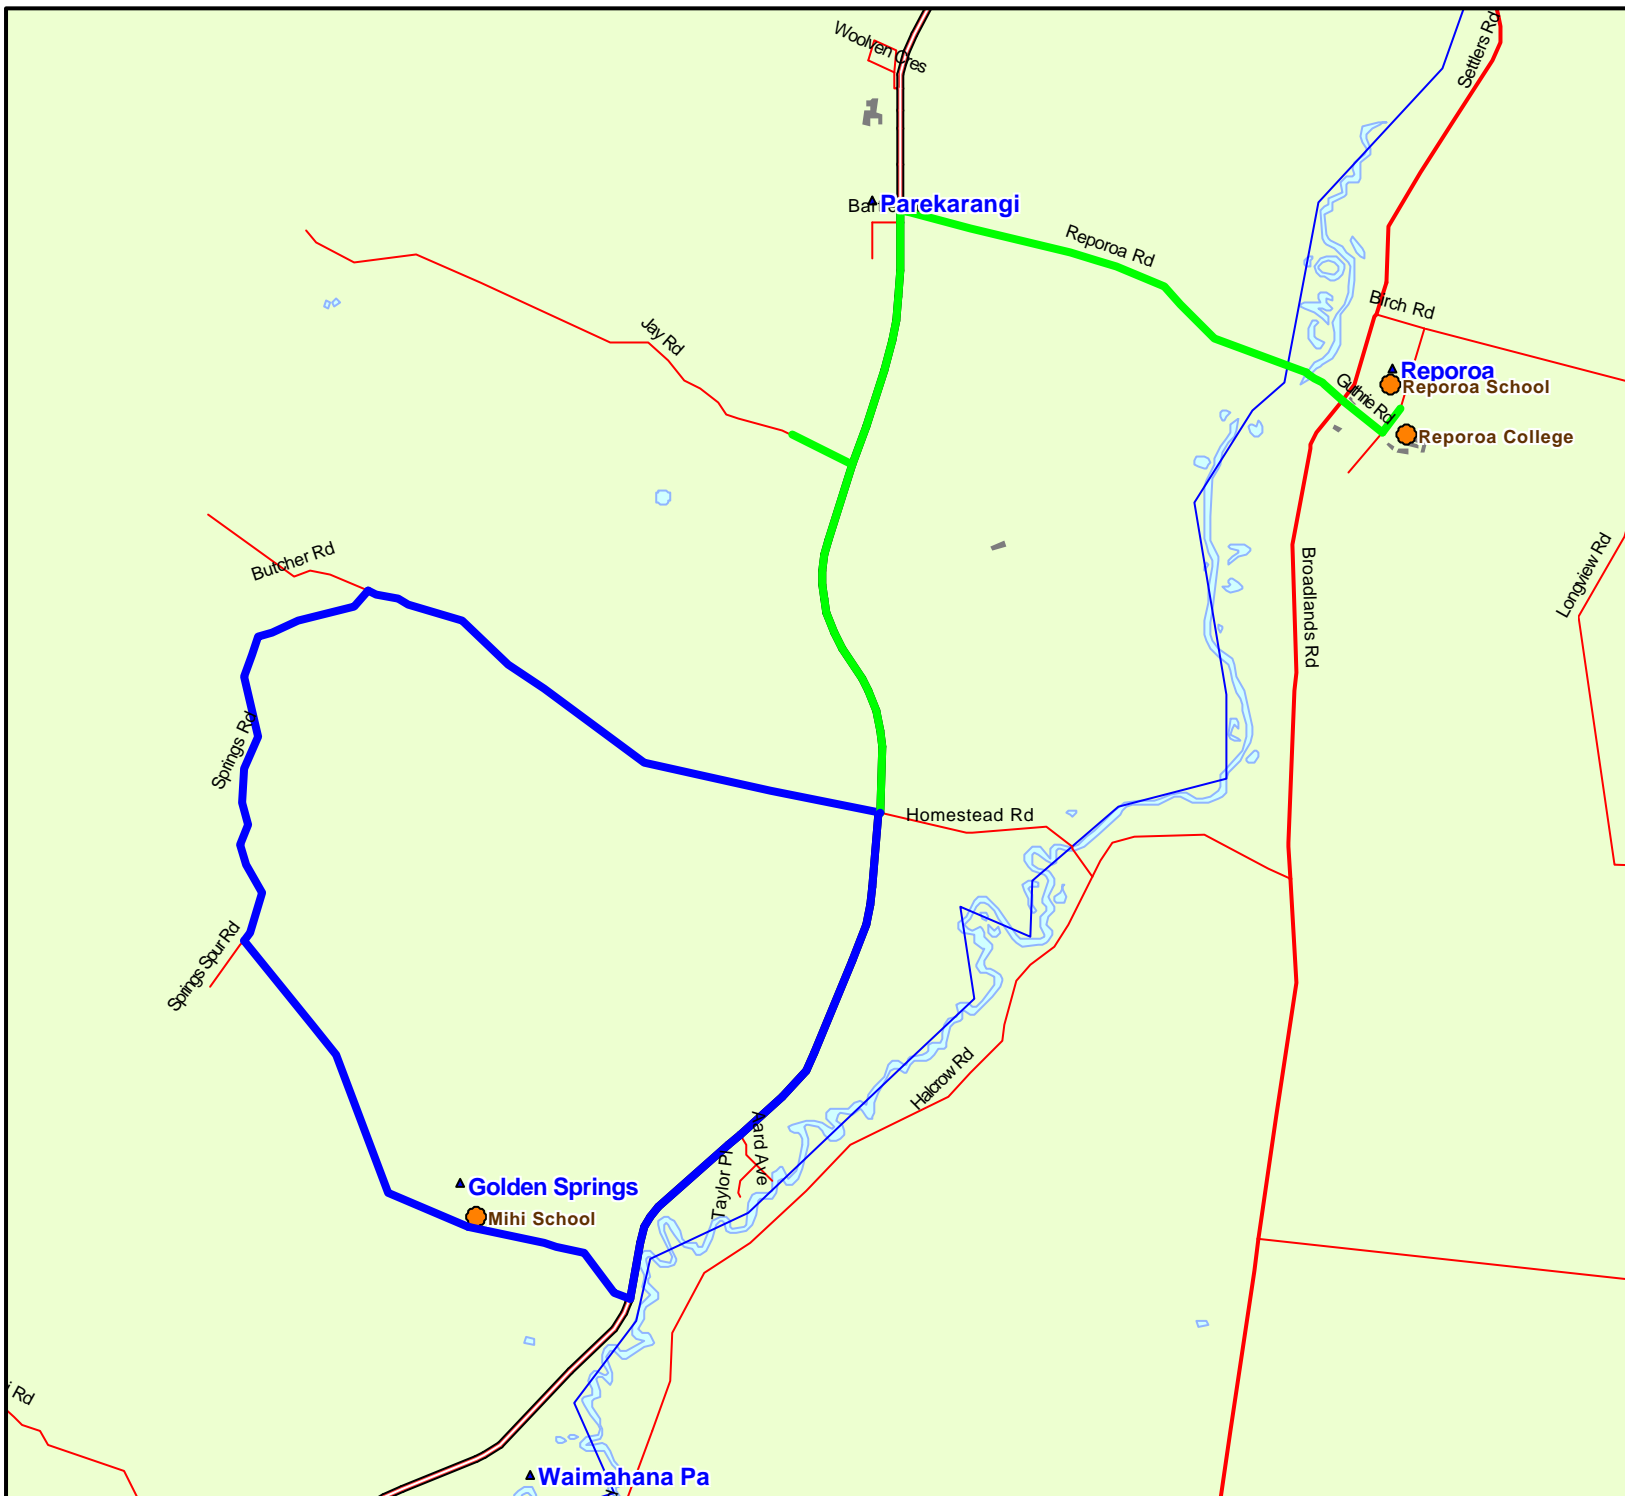 Settlers Rd
Woolven Cres
Parekarangi
Reporoa Rd
Birch Rd
Jay Rd
Reporoa
Reporoa School
Guthrie Rd
Reporoa College
Butcher Rd
Longview Rd
Broadlands Rd
Springs Rd
Homestead Rd
Springs Spur Rd
Halcrow Rd
Taylor Pl
Ave
Golden Springs
Mihi School
Rd
Waimahana Pa